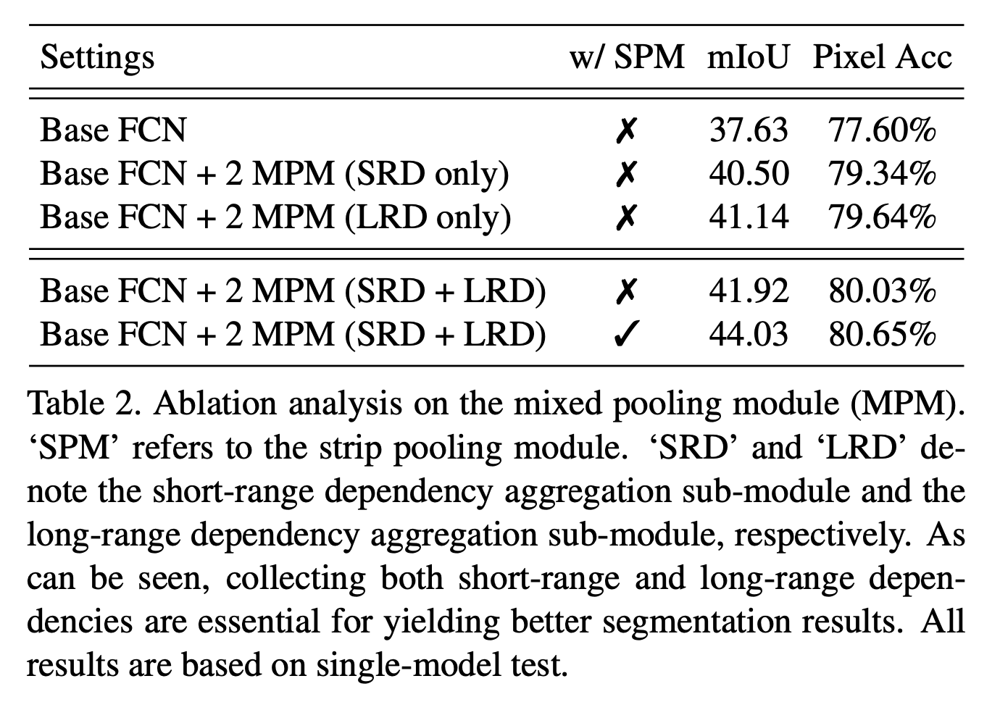 Settings w/ SPM mIoU Pixel Acc
Base FCN ✗ 37.63 77.60%
Base FCN + 2 MPM (SRD only) ✗ 40.50 79.34%
Base FCN + 2 MPM (LRD only) ✗ 41.14 79.64%
Base FCN + 2 MPM (SRD + LRD) ✗ 41.92 80.03%
Base FCN + 2 MPM (SRD + LRD) ✓ 44.03 80.65%
Table 2. Ablation analysis on the mixed pooling module (MPM).
‘SPM’ refers to the strip pooling module. ‘SRD’ and ‘LRD’ de-
note the short-range dependency aggregation sub-module and the
long-range dependency aggregation sub-module, respectively. As
can be seen, collecting both short-range and long-range depen-
dencies are essential for yielding better segmentation results. All
results are based on single-model test.